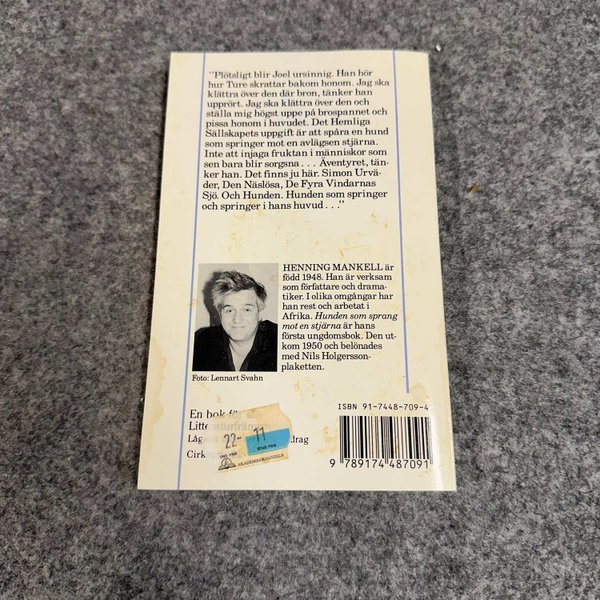 "Plötsligt blir Joel ursinnig. Han hör
hur Ture skrattar bakom honom. Jag ska
klättra över den där bron, tänker han
upprört. Jag ska klättra över den och
ställa mig högst uppe på brospannet och
pissa honom i huvudet. Det Hemliga
Sällskapets uppgift är att spåra en hund
som springer mot en avlägsen stjärna.
Inte att injaga fruktan i människor som
sen bara blir sorgsna . . . Äventyret, tän-
ker han. Det finns ju här. Simon Urvä-
der, Den Näslösa, De Fyra Vindarnas
Sjö. Och Hunden. Hunden som springer
och springer i hans huvud . . ."
HENNING MANKELL är
född 1948. Han är verksam
som författare och drama-
tiker. I olika omgångar har
han rest och arbetat i
Afrika. Hunden som sprang
mot en stjärna är hans
första ungdomsbok. Den ut-
kom 1950 och belönades
med Nils Holgersson-
plaketten.
Foto: Lennart Svahn
En bok för
Litteraturfräm
Låg
drag
Cirk
22-
11
AKADEMIBOKHANDELN
ISBN 91-7448-709-4
9 789174 487091